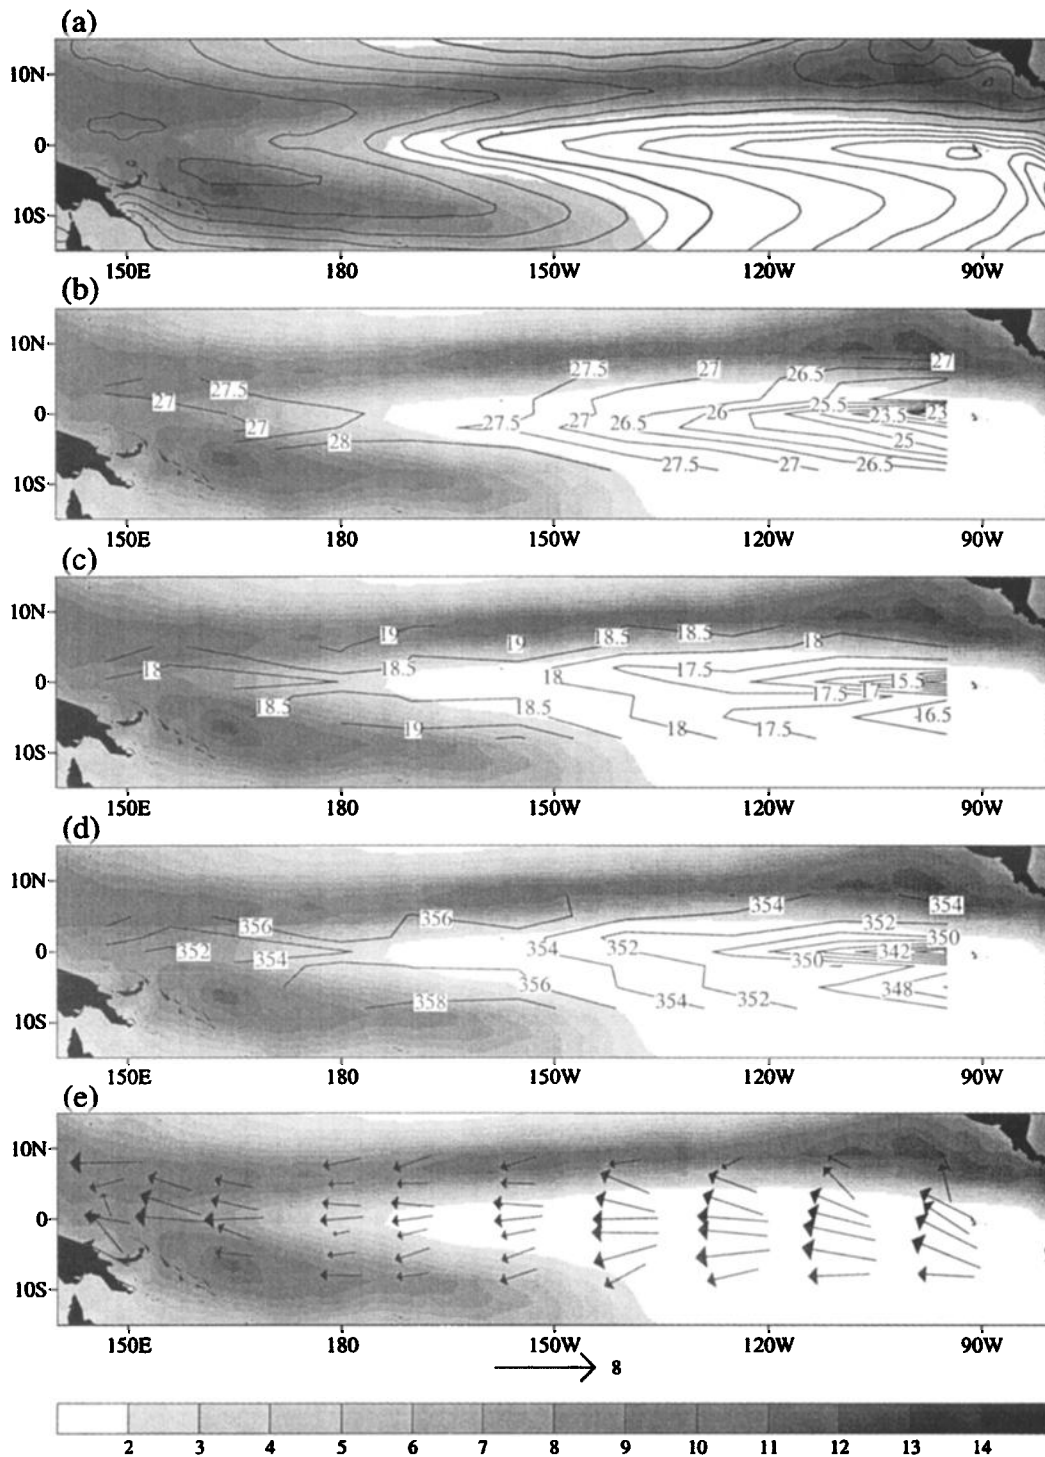 (a)
10N
0
10S
150E 180 150W 120W 90W
(b)
10N
0
10S
27.5 27 26.5 27
27.5 27
25.5 23.5 23
27 28 27.5 27 26.5 26
25
27.5 27 26.5
150E 180 150W 120W 90W
(c)
10N
0
10S
19 19 18.5 18.5 18
18 18.5 18 17.5 15.5
18.5 18.5 17.5 17
19 18 17.5 16.5
150E 180 150W 120W 90W
(d)
10N
0
10S
356 356 354 354
352 350
352 354 354 352 350 342
356 358 354 352 348
150E 180 150W 120W 90W
(e)
10N
0
10S
150E 180 150W 120W 90W
8
2 3 4 5 6 7 8 9 10 11 12 13 14